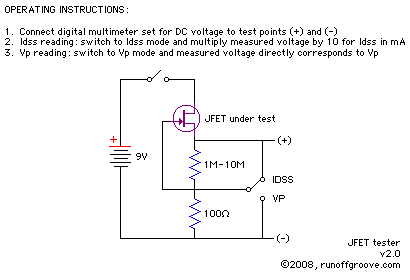 OPERATING INSTRUCTIONS:
1. Connect digital multimeter set for DC voltage to test points (+) and (-)
2. Idss reading: switch to Idss mode and multiply measured voltage by 10 for Idss in mA
3. Vp reading: switch to Vp mode and measured voltage directly corresponds to Vp
JFET under test
+
(+)
9V
1M-10M
IDSS
VP
100Ω
(-)
JFET tester
v2.0
©2008, runoffgroove.com